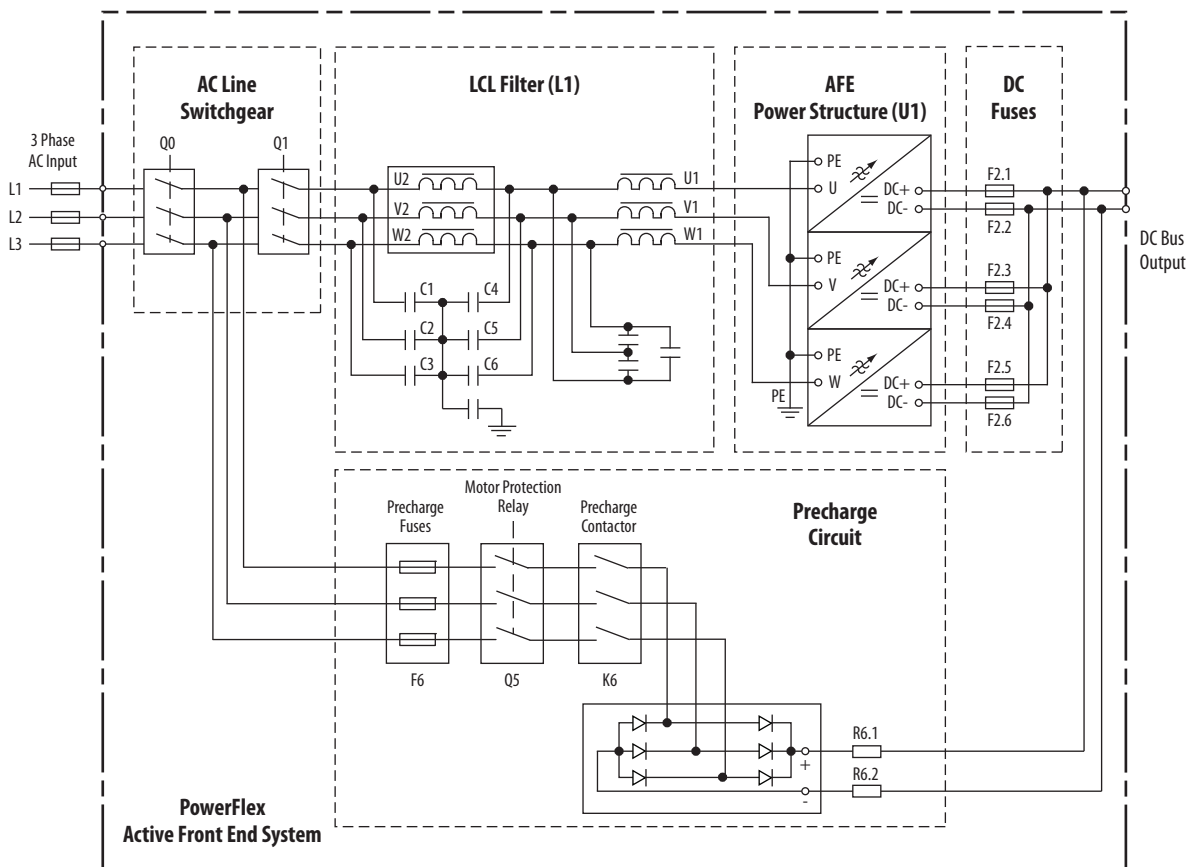 AC Line
Switchgear
LCL Filter (L1)
AFE
Power Structure (U1)
DC
Fuses
3 Phase
AC Input
Q0
Q1
L1
L2
L3
U2
V2
W2
U1
V1
W1
C1
C4
C2
C5
C3
C6
PE
U
DC+
DC-
PE
V
DC+
DC-
PE
W
DC+
DC-
PE
F2.1
F2.2
F2.3
F2.4
F2.5
F2.6
DC Bus
Output
Precharge
Fuses
Motor Protection
Relay
Precharge
Contactor
Precharge
Circuit
F6
Q5
K6
+
-
R6.1
R6.2
PowerFlex
Active Front End System